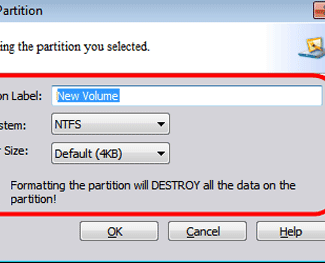 Partition
ing the partition you selected.
on Label: New Volume
stem: NTFS
Size: Default (4KB)
Formatting the partition will DESTROY all the data on the
partition!
OK Cancel Help